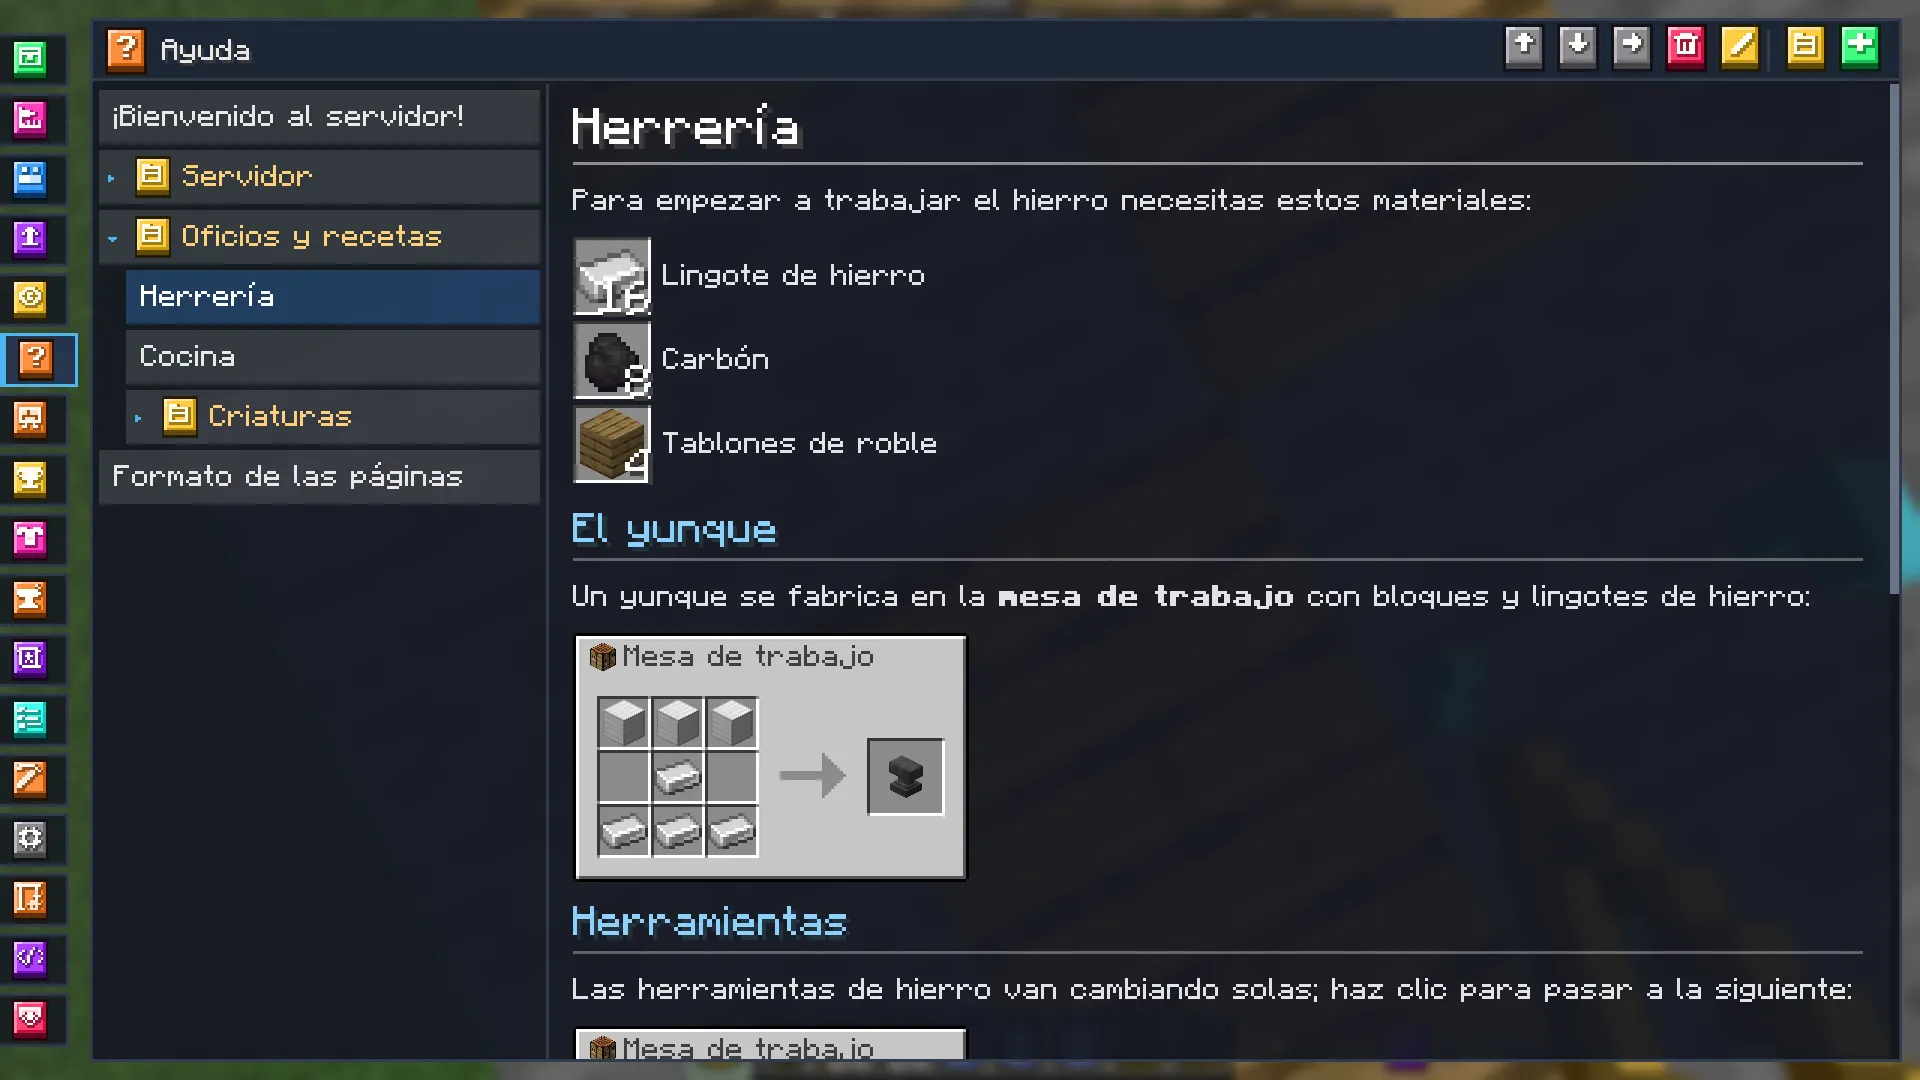 Ayuda
¡Bienvenido al servidor!
Servidor
Oficios y recetas
Herrería
Cocina
Criaturas
Formato de las páginas
Herrería
Para empezar a trabajar el hierro necesitas estos materiales:
16 Lingote de hierro
8 Carbón
4 Tablones de roble
El yunque
Un yunque se fabrica en la mesa de trabajo con bloques y lingotes de hierro:
Mesa de trabajo
Herramientas
Las herramientas de hierro van cambiando solas; haz clic para pasar a la siguiente:
Mesa de trabajo